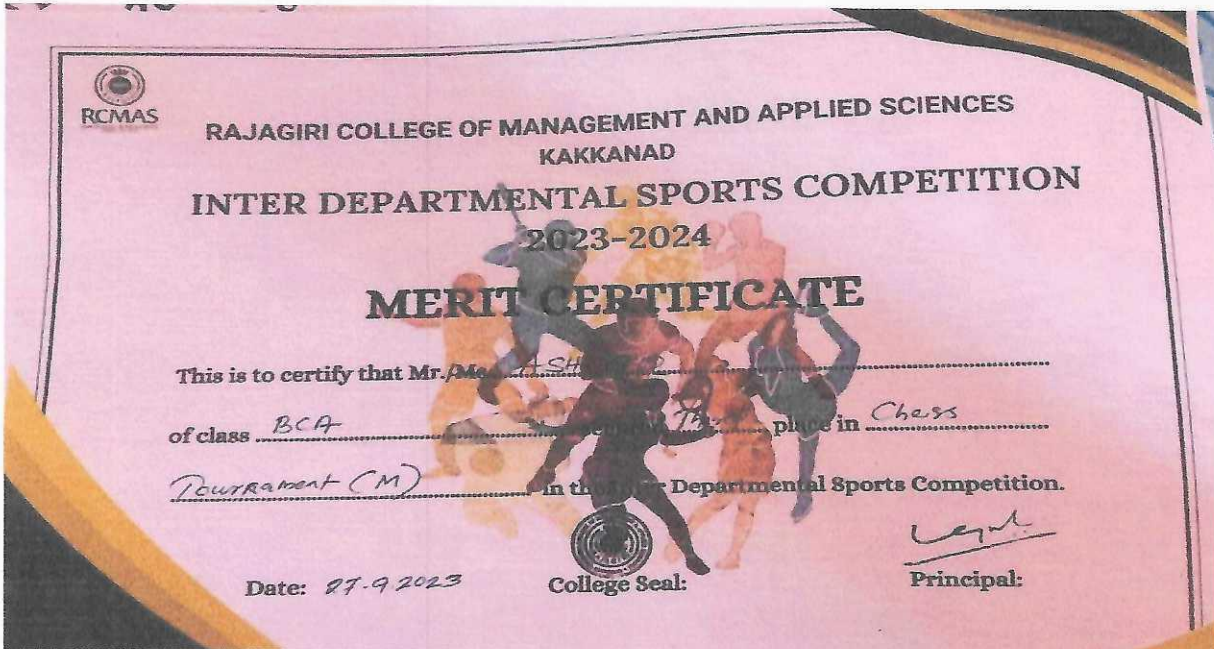 RCMAS
RAJAGIRI COLLEGE OF MANAGEMENT AND APPLIED SCIENCES
KAKKANAD
INTER DEPARTMENTAL SPORTS COMPETITION
2023-2024
MERIT CERTIFICATE
This is to certify that Mr.
of class BCA place in Chess
Tournament (M) in the Departmental Sports Competition.
Date: 27.9.2023 College Seal: Principal: